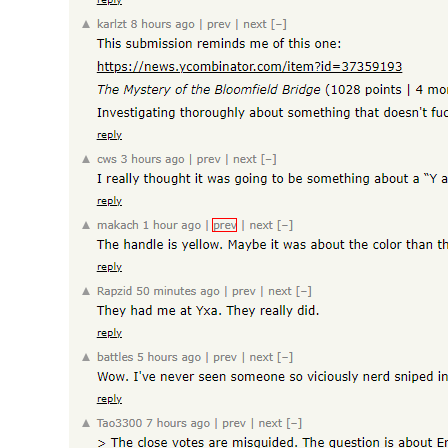 reply
▲ karlzt 8 hours ago | prev | next [–]
This submission reminds me of this one:
https://news.ycombinator.com/item?id=37359193
The Mystery of the Bloomfield Bridge (1028 points | 4 mo
Investigating thoroughly about something that doesn't fu
reply
▲ cws 3 hours ago | prev | next [–]
I really thought it was going to be something about a “Y a
reply
▲ makach 1 hour ago | prev | next [–]
The handle is yellow. Maybe it was about the color than th
reply
▲ Rapzid 50 minutes ago | prev | next [–]
They had me at Yxa. They really did.
reply
▲ battles 5 hours ago | prev | next [–]
Wow. I've never seen someone so viciously nerd sniped in
reply
▲ Tao3300 7 hours ago | prev | next [–]
> The close votes are misguided. The question is about E